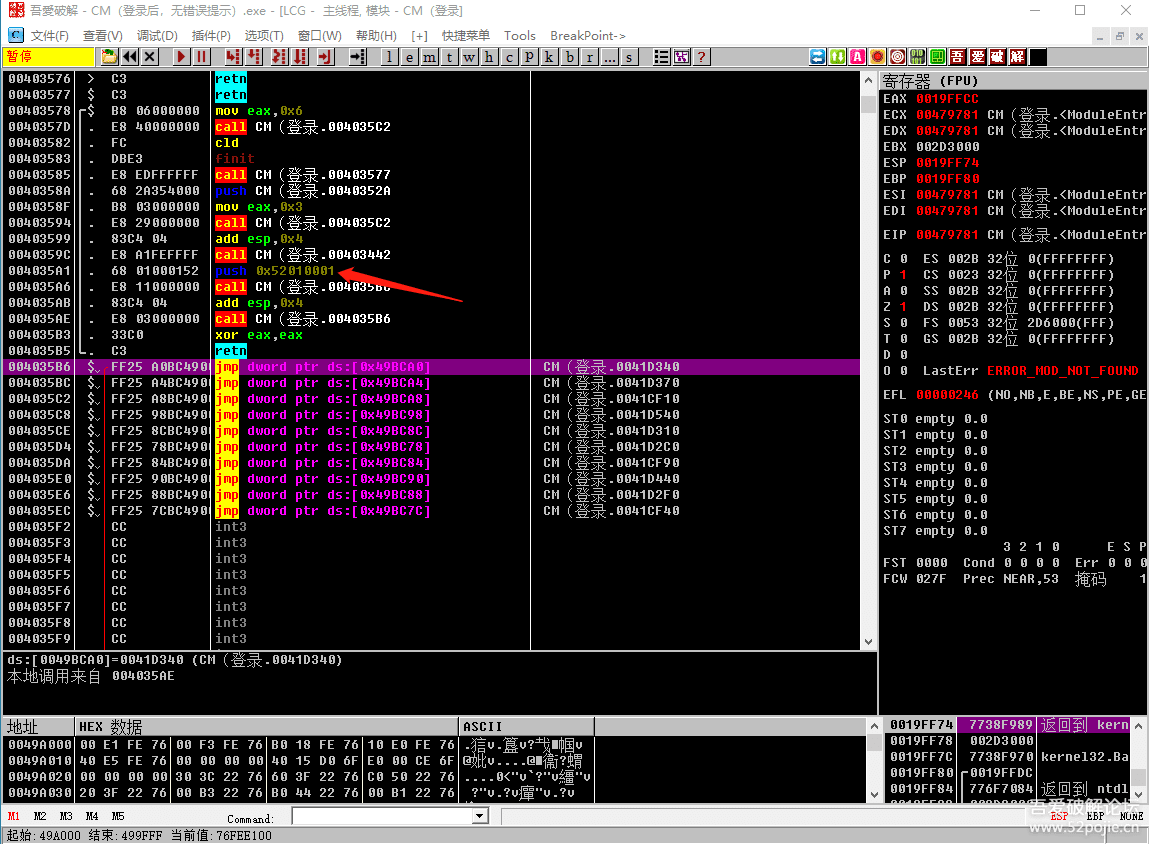 吾爱破解 - CM（登录后，无错误提示）.exe - [LCG - 主线程, 模块 - CM（登录]
文件(F) 查看(V) 调试(D) 插件(P) 选项(T) 窗口(W) 帮助(H) [+] 快捷菜单 Tools BreakPoint->
暂停 l e m t w h c p k b r ... s ? 吾 爱 破 解
00403576 > C3 retn
00403577 $ C3 retn
00403578 $ B8 06000000 mov eax,0x6
0040357D . E8 40000000 call CM（登录.004035C2
00403582 . FC cld
00403583 . DBE3 finit
00403585 . E8 EDFFFFFF call CM（登录.00403577
0040358A . 68 2A354000 push CM（登录.0040352A
0040358F . B8 03000000 mov eax,0x3
00403594 . E8 29000000 call CM（登录.004035C2
00403599 . 83C4 04 add esp,0x4
0040359C . E8 A1FEFFFF call CM（登录.00403442
004035A1 . 68 01000152 push 0x52010001
004035A6 . E8 11000000 call CM（登录.004035BC
004035AB . 83C4 04 add esp,0x4
004035AE . E8 03000000 call CM（登录.004035B6
004035B3 . 33C0 xor eax,eax
004035B5 . C3 retn
004035B6 $ FF25 A0BC490 jmp dword ptr ds:[0x49BCA0] CM（登录.0041D340
004035BC $ FF25 A4BC490 jmp dword ptr ds:[0x49BCA4] CM（登录.0041D370
004035C2 $ FF25 A8BC490 jmp dword ptr ds:[0x49BCA8] CM（登录.0041CF10
004035C8 $ FF25 98BC490 jmp dword ptr ds:[0x49BC98] CM（登录.0041D540
004035CE $ FF25 8CBC490 jmp dword ptr ds:[0x49BC8C] CM（登录.0041D310
004035D4 $ FF25 78BC490 jmp dword ptr ds:[0x49BC78] CM（登录.0041D2C0
004035DA $ FF25 84BC490 jmp dword ptr ds:[0x49BC84] CM（登录.0041CF90
004035E0 $ FF25 90BC490 jmp dword ptr ds:[0x49BC90] CM（登录.0041D440
004035E6 $ FF25 88BC490 jmp dword ptr ds:[0x49BC88] CM（登录.0041D2F0
004035EC $ FF25 7CBC490 jmp dword ptr ds:[0x49BC7C] CM（登录.0041CF40
004035F2 CC int3
004035F3 CC int3
004035F4 CC int3
004035F5 CC int3
004035F6 CC int3
004035F7 CC int3
004035F8 CC int3
004035F9 CC int3
寄存器 (FPU)
EAX 0019FFCC
ECX 00479781 CM（登录.<ModuleEntr
EDX 00479781 CM（登录.<ModuleEntr
EBX 002D3000
ESP 0019FF74
EBP 0019FF80
ESI 00479781 CM（登录.<ModuleEntr
EDI 00479781 CM（登录.<ModuleEntr
EIP 00479781 CM（登录.<ModuleEntr
C 0 ES 002B 32位 0(FFFFFFFF)
P 1 CS 0023 32位 0(FFFFFFFF)
A 0 SS 002B 32位 0(FFFFFFFF)
Z 1 DS 002B 32位 0(FFFFFFFF)
S 0 FS 0053 32位 2D6000(FFF)
T 0 GS 002B 32位 0(FFFFFFFF)
D 0
O 0 LastErr ERROR_MOD_NOT_FOUND
EFL 00000246 (NO,NB,E,BE,NS,PE,GE
ST0 empty 0.0
ST1 empty 0.0
ST2 empty 0.0
ST3 empty 0.0
ST4 empty 0.0
ST5 empty 0.0
ST6 empty 0.0
ST7 empty 0.0
3 2 1 0 E S P
FST 0000 Cond 0 0 0 0 Err 0 0 0
FCW 027F Prec NEAR,53 掩码 1
ds:[0049BCA0]=0041D340 (CM（登录.0041D340)
本地调用来自 004035AE
地址 HEX 数据 ASCII
0049A000 00 E1 FE 76 00 F3 FE 76 B0 18 FE 76 10 E0 FE 76
0049A010 40 E5 FE 76 00 00 00 00 40 15 D0 6F E0 00 CE 6F
0049A020 00 00 00 00 30 3C 22 76 60 3F 22 76 C0 50 22 76
0049A030 20 3F 22 76 00 B3 22 76 B0 44 22 76 00 B1 22 76
0019FF74 7738F989 返回到 kern
0019FF78 002D3000
0019FF7C 7738F970 kernel32.Ba
0019FF80 0019FFDC
0019FF84 776F7084 返回到 ntdl
M1 M2 M3 M4 M5 Command: ESP EBP NONE
起始: 49A000 结束: 499FFF 当前值: 76FEE100
吾爱破解论坛
www.52pojie.cn